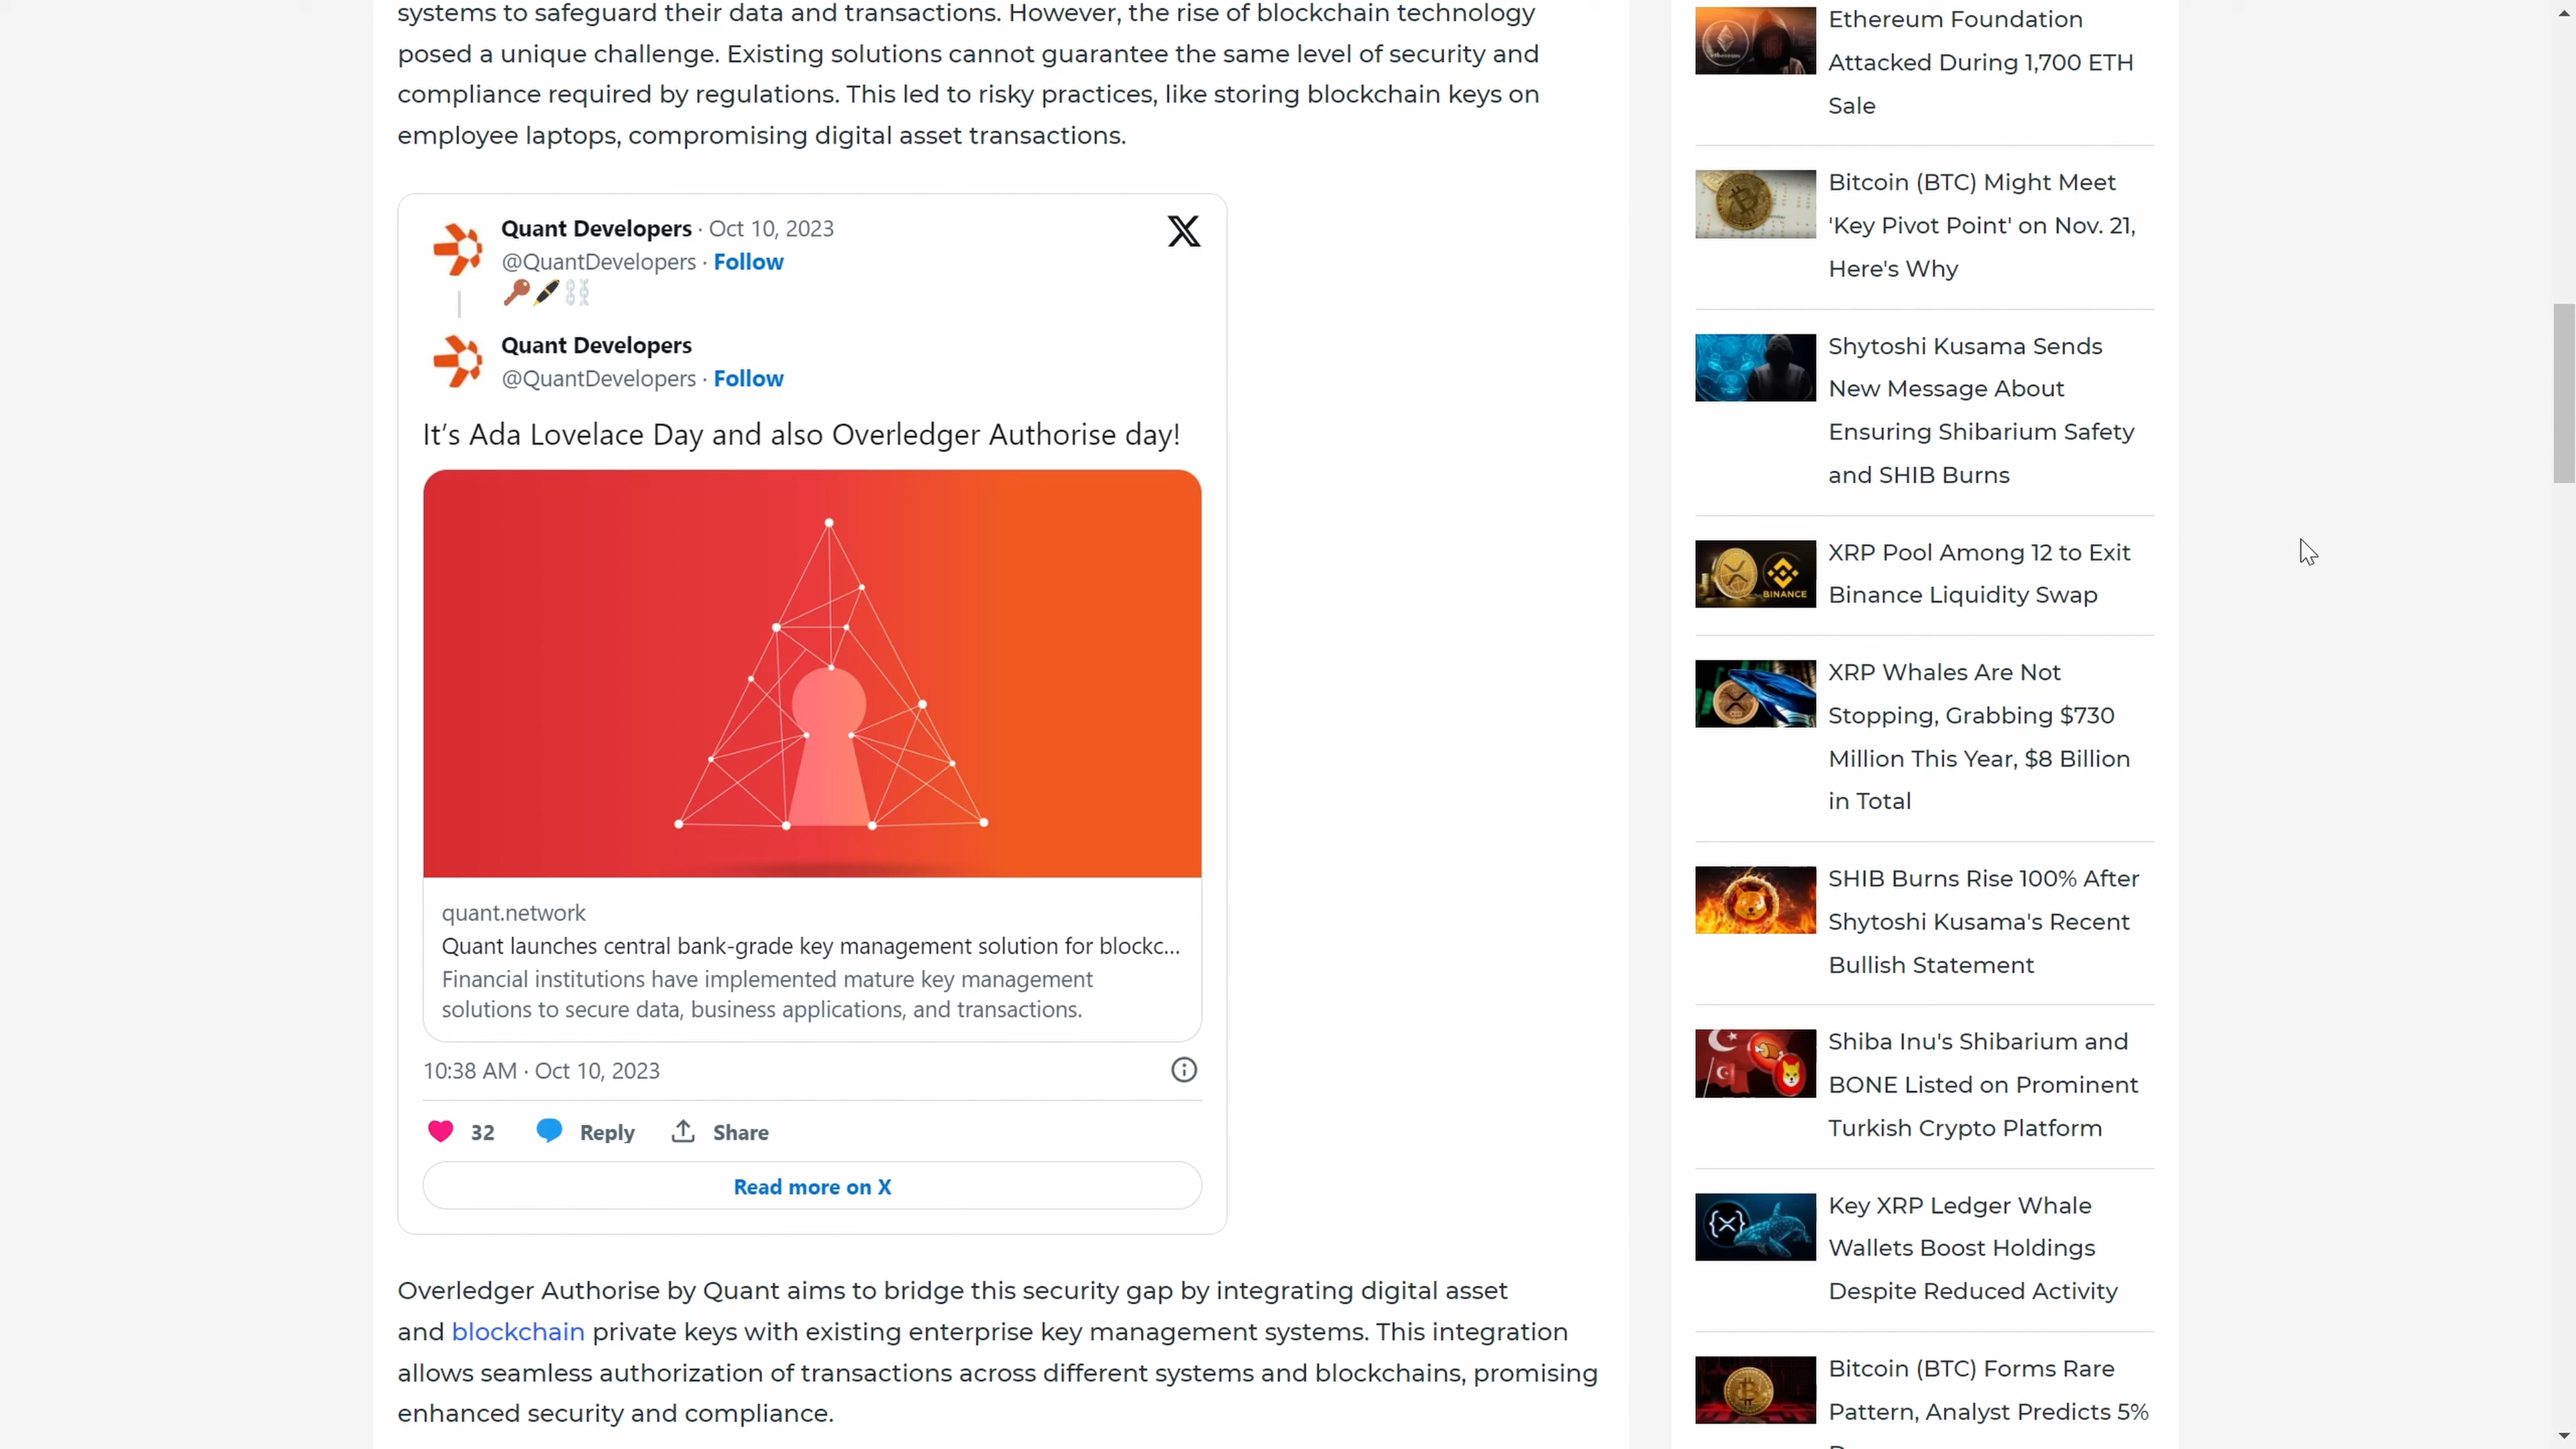 systems to safeguard their data and transactions. However, the rise of blockchain technology
posed a unique challenge. Existing solutions cannot guarantee the same level of security and
compliance required by regulations. This led to risky practices, like storing blockchain keys on
employee laptops, compromising digital asset transactions.
Quant Developers · Oct 10, 2023
@QuantDevelopers · Follow
Quant Developers
@QuantDevelopers · Follow
It’s Ada Lovelace Day and also Overledger Authorise day!
quant.network
Quant launches central bank-grade key management solution for blockc...
Financial institutions have implemented mature key management
solutions to secure data, business applications, and transactions.
10:38 AM · Oct 10, 2023
32 Reply Share
Read more on X
Overledger Authorise by Quant aims to bridge this security gap by integrating digital asset
and blockchain private keys with existing enterprise key management systems. This integration
allows seamless authorization of transactions across different systems and blockchains, promising
enhanced security and compliance.
Ethereum Foundation
Attacked During 1,700 ETH
Sale
Bitcoin (BTC) Might Meet
'Key Pivot Point' on Nov. 21,
Here's Why
Shytoshi Kusama Sends
New Message About
Ensuring Shibarium Safety
and SHIB Burns
BINANCE
XRP Pool Among 12 to Exit
Binance Liquidity Swap
XRP Whales Are Not
Stopping, Grabbing $730
Million This Year, $8 Billion
in Total
SHIB Burns Rise 100% After
Shytoshi Kusama's Recent
Bullish Statement
Shiba Inu's Shibarium and
BONE Listed on Prominent
Turkish Crypto Platform
Key XRP Ledger Whale
Wallets Boost Holdings
Despite Reduced Activity
Bitcoin (BTC) Forms Rare
Pattern, Analyst Predicts 5%